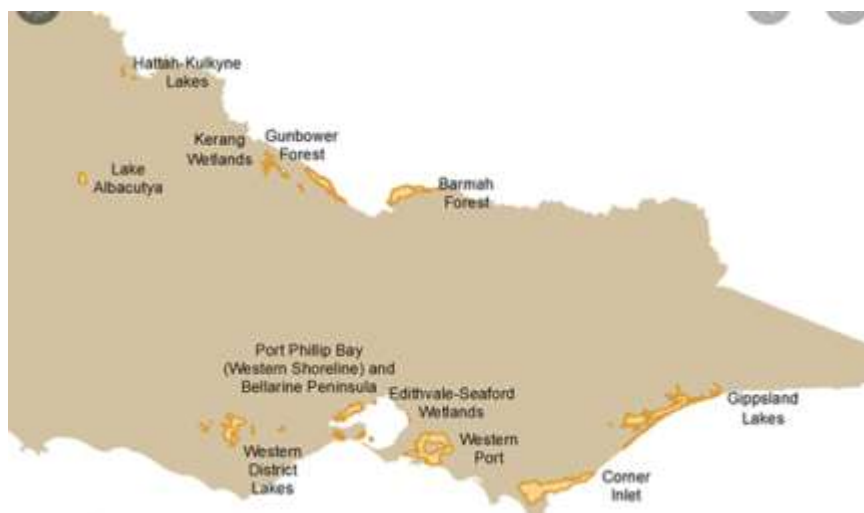 Hattah-Kulkyne
Lakes
Kerang
Wetlands
Gunbower
Forest
Lake
Albacutya
Barmah
Forest
Port Phillip Bay
(Western Shoreline) and
Bellarine Peninsula
Edithvale-Seaford
Wetlands
Gippsland
Lakes
Western
District
Lakes
Western
Port
Corner
Inlet